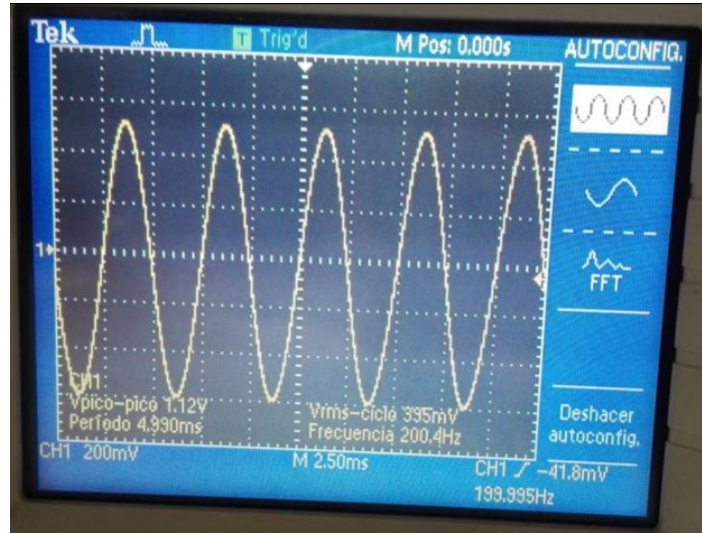 Tek T Trig'd M Pos: 0.000s AUTOCONFIG.
1
FFT
CH1
Vpico-pico 1.12V
Período 4.990ms
Vrms-ciclo 395mV
Frecuencia 200.4Hz
Deshacer
autoconfig.
CH1 200mV M 2.50ms CH1 -41.8mV
199.995Hz